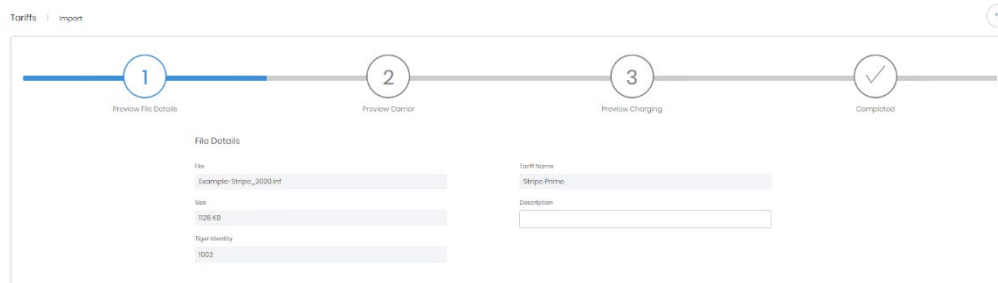 Tariffs | Import
1
2
3
Preview File Details
Preview Carrier
Preview Charging
Completed
File Details
File
Tariff Name
Example-Stripe_2020.inf
Stripe Prime
Size
Description
1126 KB
Tiger Identity
1002